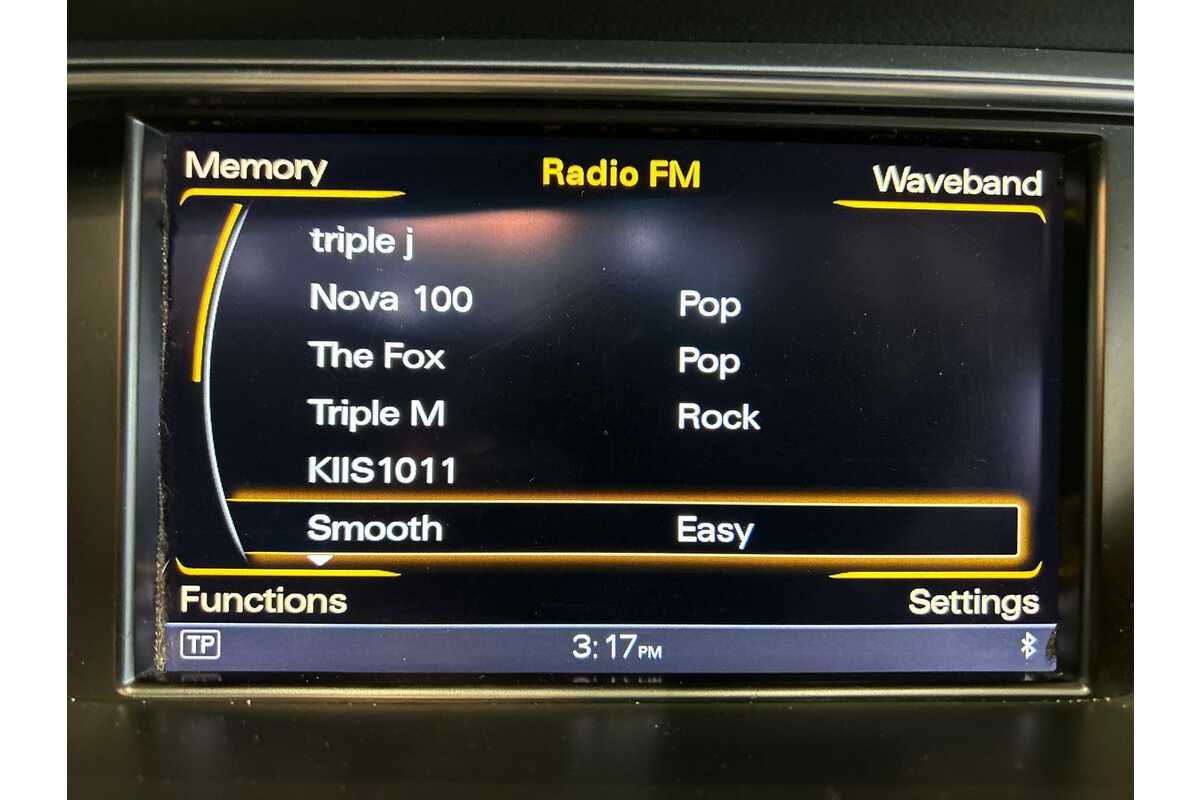 Memory Radio FM Waveband
triple j
Nova 100 Pop
The Fox Pop
Triple M Rock
KIIS1011
Smooth Easy
Functions Settings
TP 3:17PM